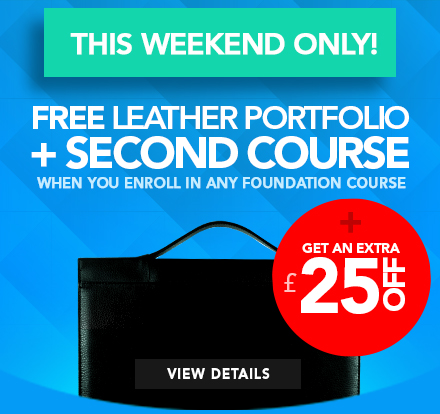 THIS WEEKEND ONLY!
FREE LEATHER PORTFOLIO
+ SECOND COURSE
WHEN YOU ENROLL IN ANY FOUNDATION COURSE
+
GET AN EXTRA
£25 OFF
VIEW DETAILS